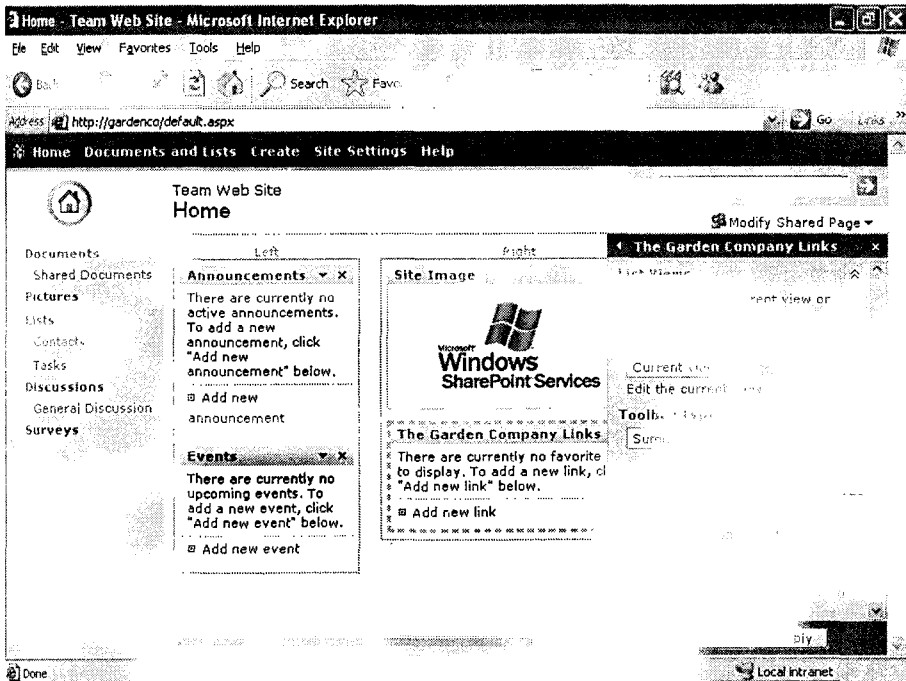 Home - Team Web Site - Microsoft Internet Explorer
File Edit View Favorites Tools Help
Search
Address http://gardenco/default.aspx Go Links »
Home Documents and Lists Create Site Settings Help
Team Web Site
Home
Modify Shared Page
Documents
Shared Documents
Pictures
Lists
Contacts
Tasks
Discussions
General Discussion
Surveys
Left
Announcements
There are currently no
active announcements.
To add a new
announcement, click
"Add new
announcement" below.
Add new
announcement
Events
There are currently no
upcoming events. To
add a new event, click
"Add new event" below.
Add new event
Right
Site Image
Microsoft
Windows
SharePoint Services
The Garden Company Links
There are currently no favorite
to display. To add a new link, cl
"Add new link" below.
Add new link
The Garden Company Links
List Views
view or
Current
Edit the current
Done
Local intranet